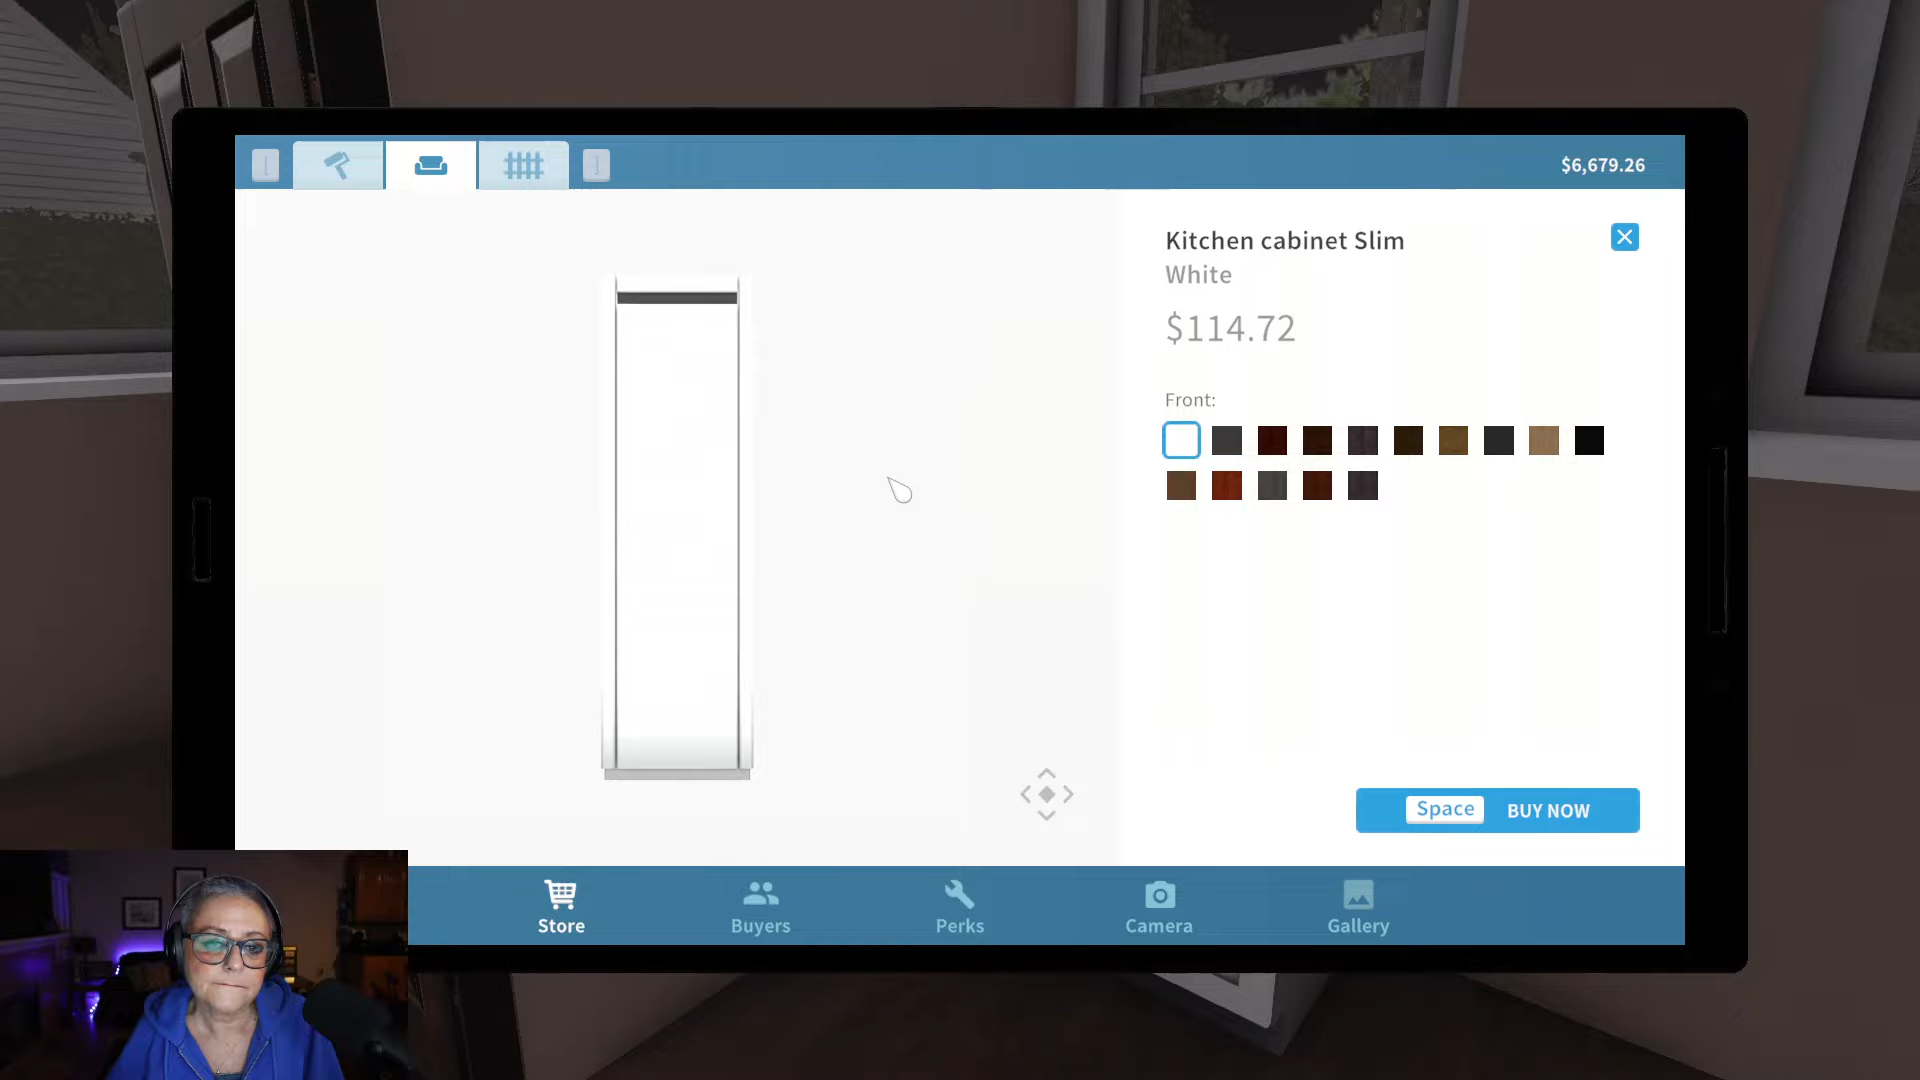 [
]
$6,679.26
Kitchen cabinet Slim
White
$114.72
Front:
Space BUY NOW
Store
Buyers
Perks
Camera
Gallery